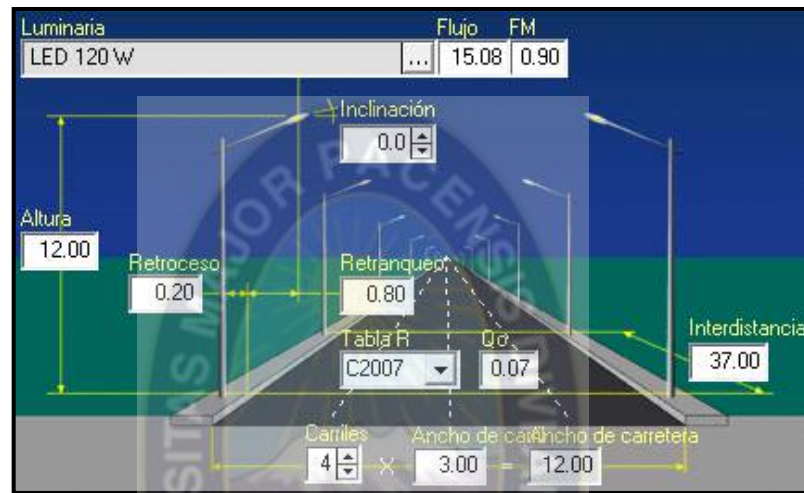 Luminaria Flujo FM
LED 120 W ... 15.08 0.90
Inclinación
0.0
Altura
12.00
Retroceso Retranqueo
0.20 0.80
Interdistancia
37.00
Tabla R Qo
C2007 0.07
Carriles Ancho de carril Ancho de carretera
4 × 3.00 = 12.00
MAJOR PACENSIS